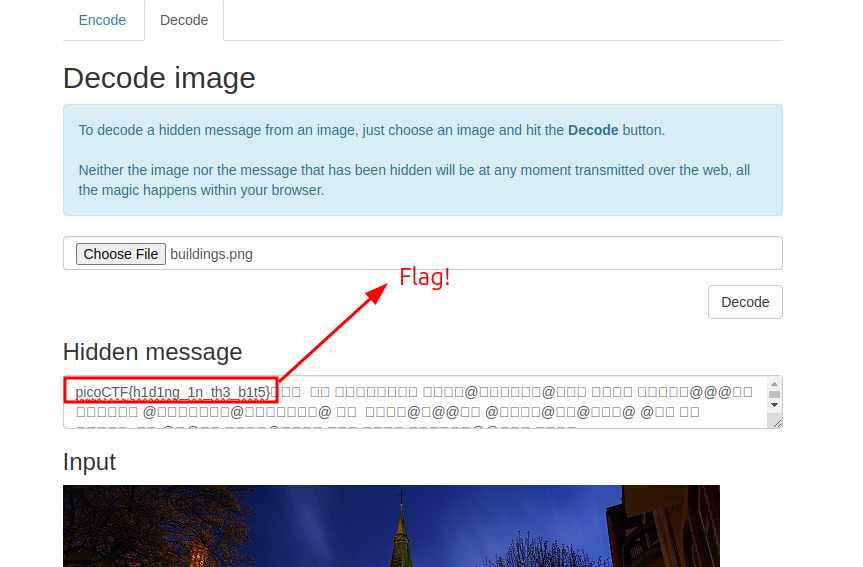 Encode
Decode
Decode image
To decode a hidden message from an image, just choose an image and hit the Decode button.
Neither the image nor the message that has been hidden will be at any moment transmitted over the web, all
the magic happens within your browser.
Choose File buildings.png
Flag!
Decode
Hidden message
picoCTF{h1d1ng_1n_th3_b1t5}
Input